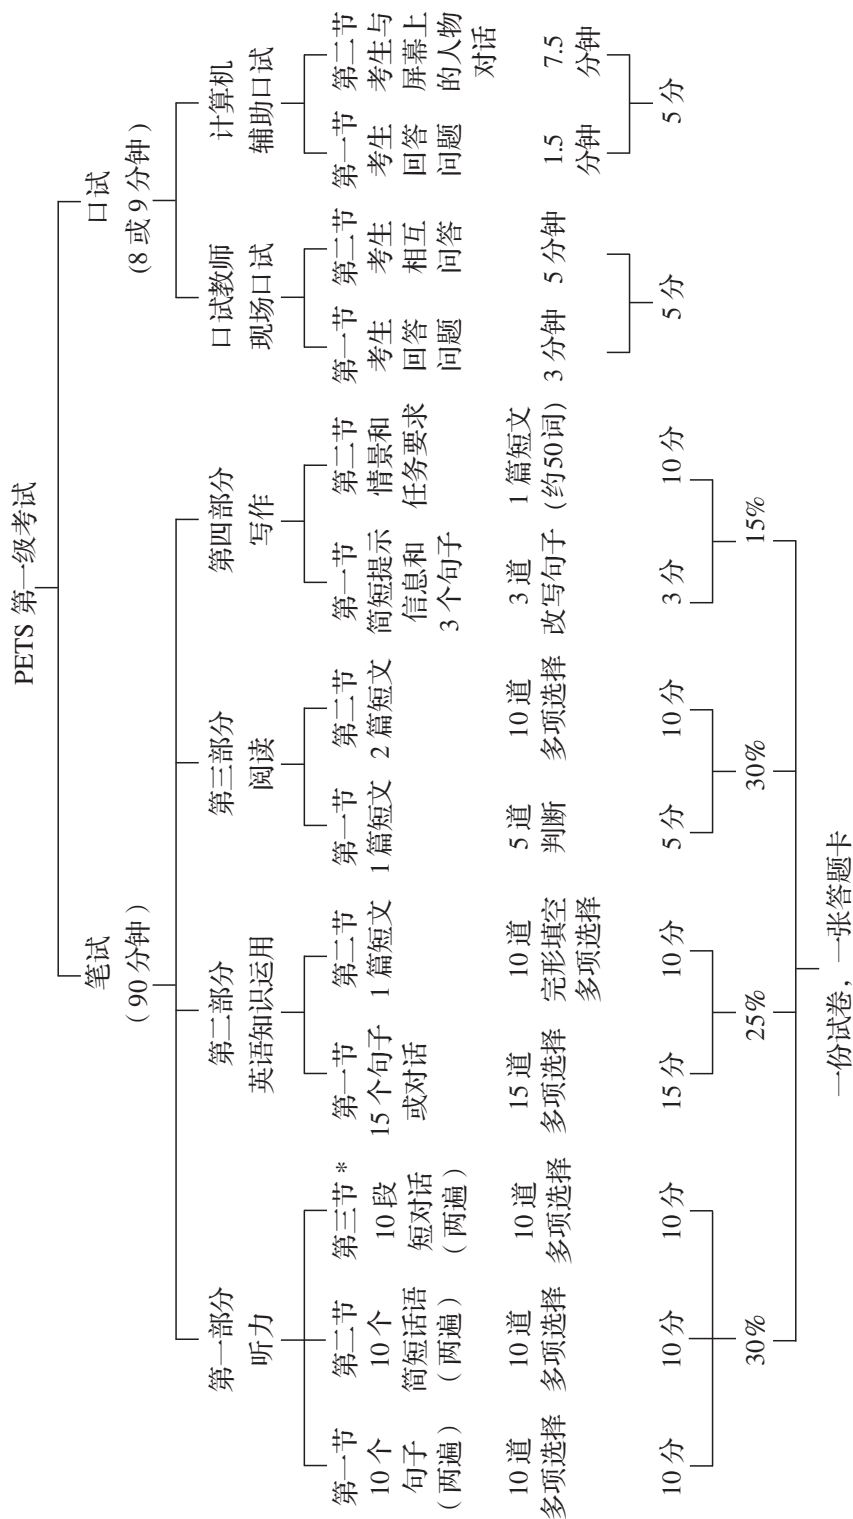 PETS 第一级考试
笔试
（90 分钟）
口试
(8 或 9 分钟)
第一部分
听力
第二部分
英语知识运用
第三部分
阅读
第四部分
写作
口试教师
现场口试
计算机
辅助口试
第一节
10 个
句子
（两遍）
10 道
多项选择
10 分
第二节
10 个
简短话语
（两遍）
10 道
多项选择
10 分
第三节*
10 段
短对话
（两遍）
10 道
多项选择
10 分
30%
第一节
15 个句子
或对话
15 道
多项选择
15 分
第二节
1 篇短文
10 道
完形填空
多项选择
10 分
25%
第一节
1 篇短文
5 道
判断
5 分
第二节
2 篇短文
10 道
多项选择
10 分
30%
第一节
简短提示
信息和
3 个句子
3 道
改写句子
3 分
第二节
情景和
任务要求
1 篇短文
(约50词)
10 分
15%
第一节
考生
回答
问题
3 分钟
第二节
考生
相互
问答
5 分钟
5 分
第一节
考生
回答
问题
1.5
分钟
第二节
考生与
屏幕上
的人物
对话
7.5
分钟
5 分
一份试卷，一张答题卡